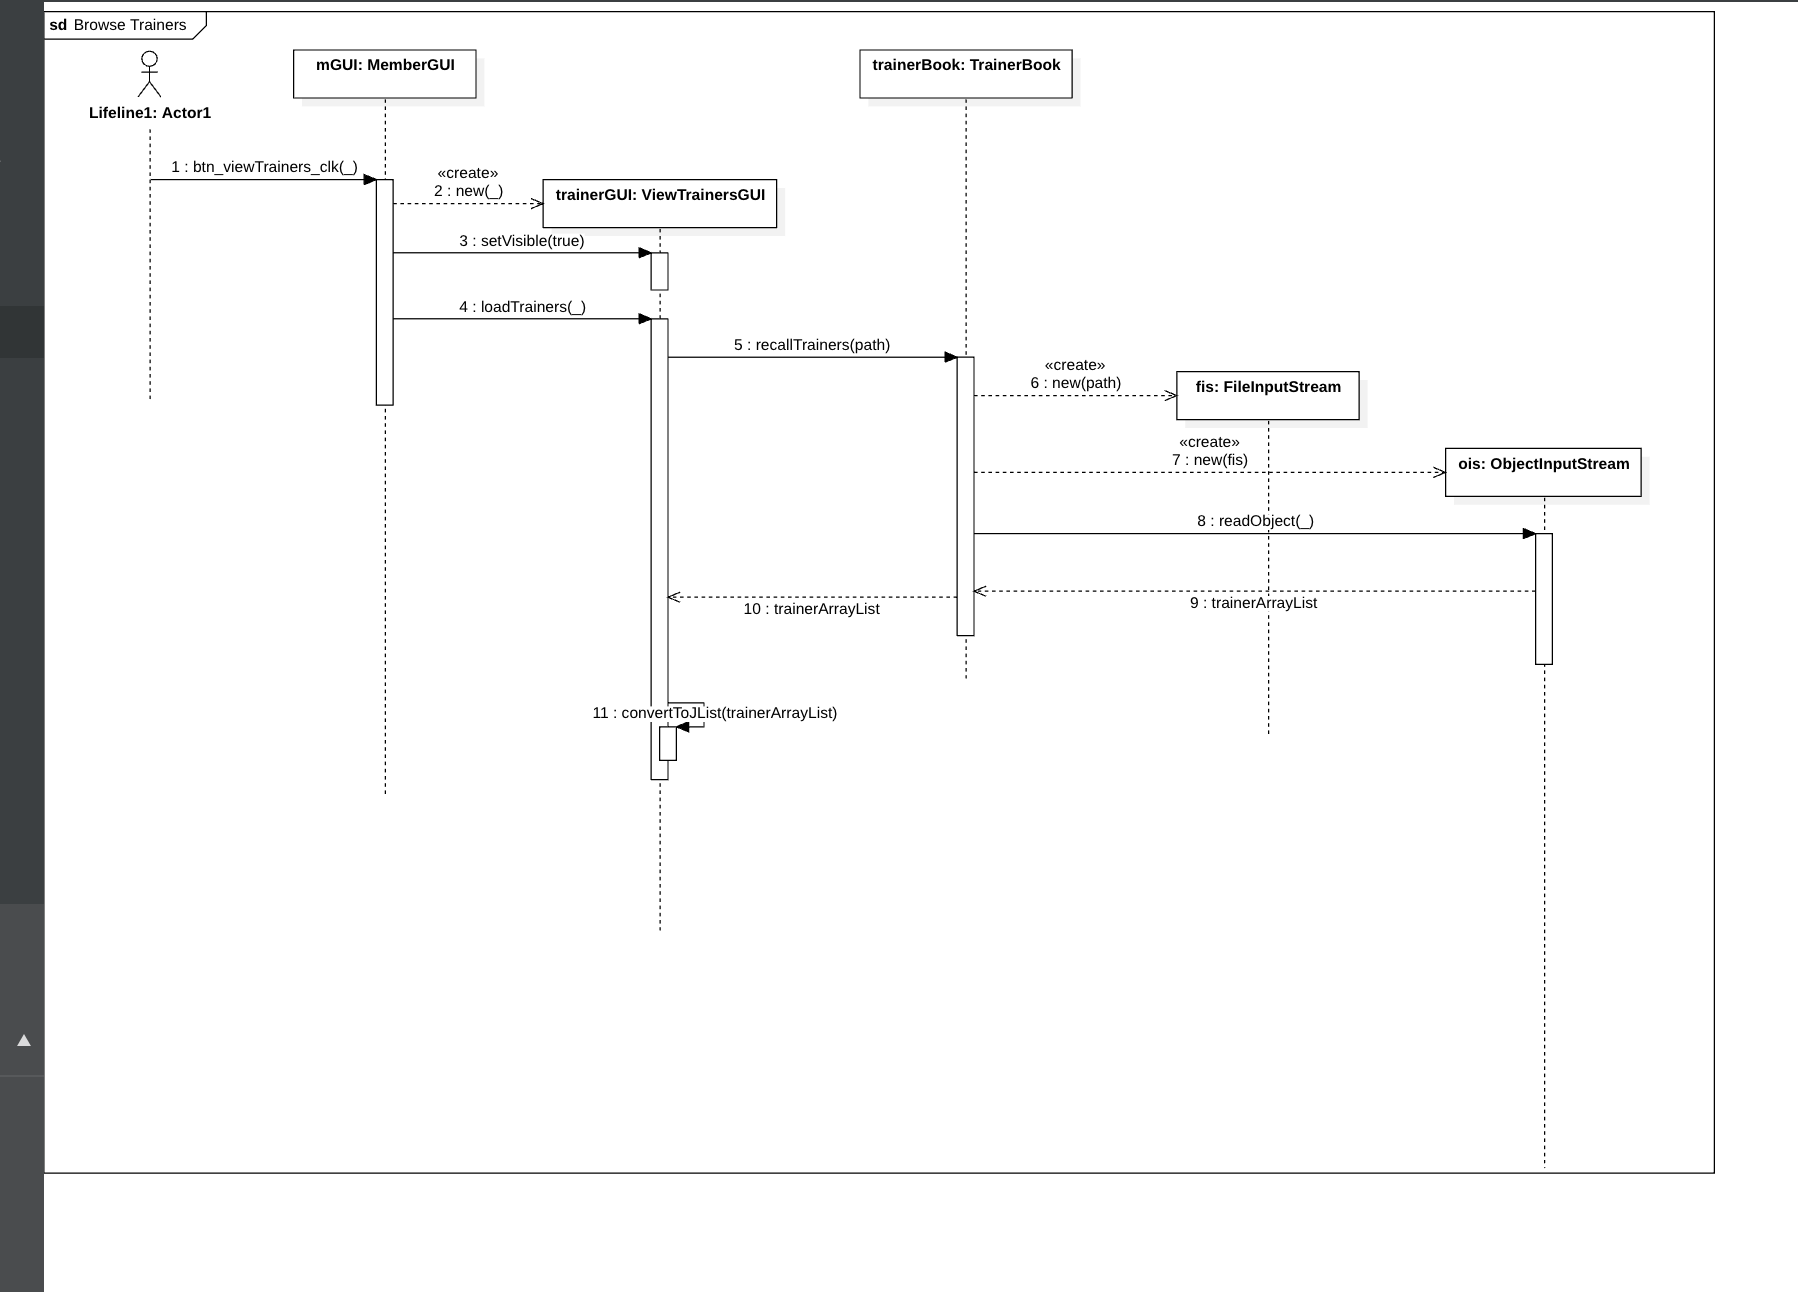 sd Browse Trainers
mGUI: MemberGUI
trainerBook: TrainerBook
Lifeline1: Actor1
1 : btn_viewTrainers_clk(_)
«create»
2 : new(_)
trainerGUI: ViewTrainersGUI
3 : setVisible(true)
4 : loadTrainers(_)
5 : recallTrainers(path)
«create»
6 : new(path)
fis: FileInputStream
«create»
7 : new(fis)
ois: ObjectInputStream
8 : readObject(_)
9 : trainerArrayList
10 : trainerArrayList
11 : convertToJList(trainerArrayList)